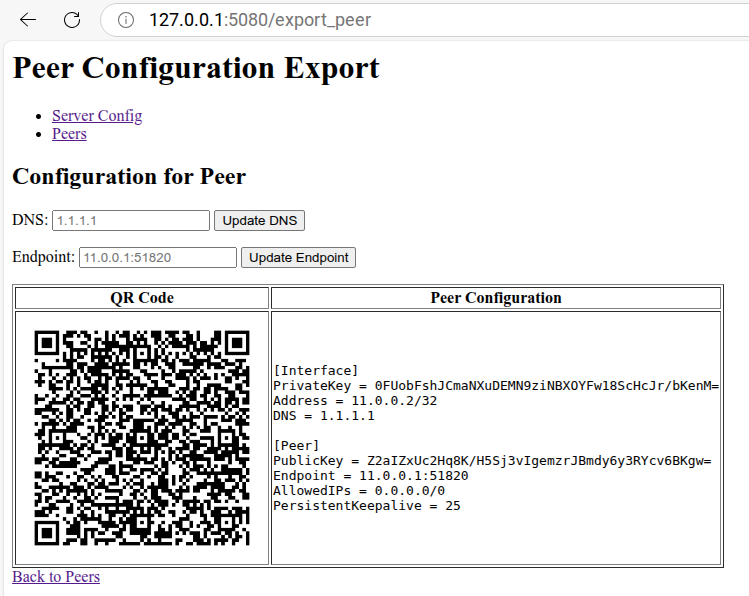 127.0.0.1:5080/export_peer
Peer Configuration Export
Server Config
Peers
Configuration for Peer
DNS: 1.1.1.1 Update DNS
Endpoint: 11.0.0.1:51820 Update Endpoint
QR Code Peer Configuration
[Interface]
PrivateKey = 0FUobFshJCmaNXuDEMN9ziNBXOYFw18ScHcJr/bKenM=
Address = 11.0.0.2/32
DNS = 1.1.1.1
[Peer]
PublicKey = Z2aIZxUc2Hq8K/H5Sj3vIgemzrJBmdy6y3RYcv6BKgw=
Endpoint = 11.0.0.1:51820
AllowedIPs = 0.0.0.0/0
PersistentKeepalive = 25
Back to Peers